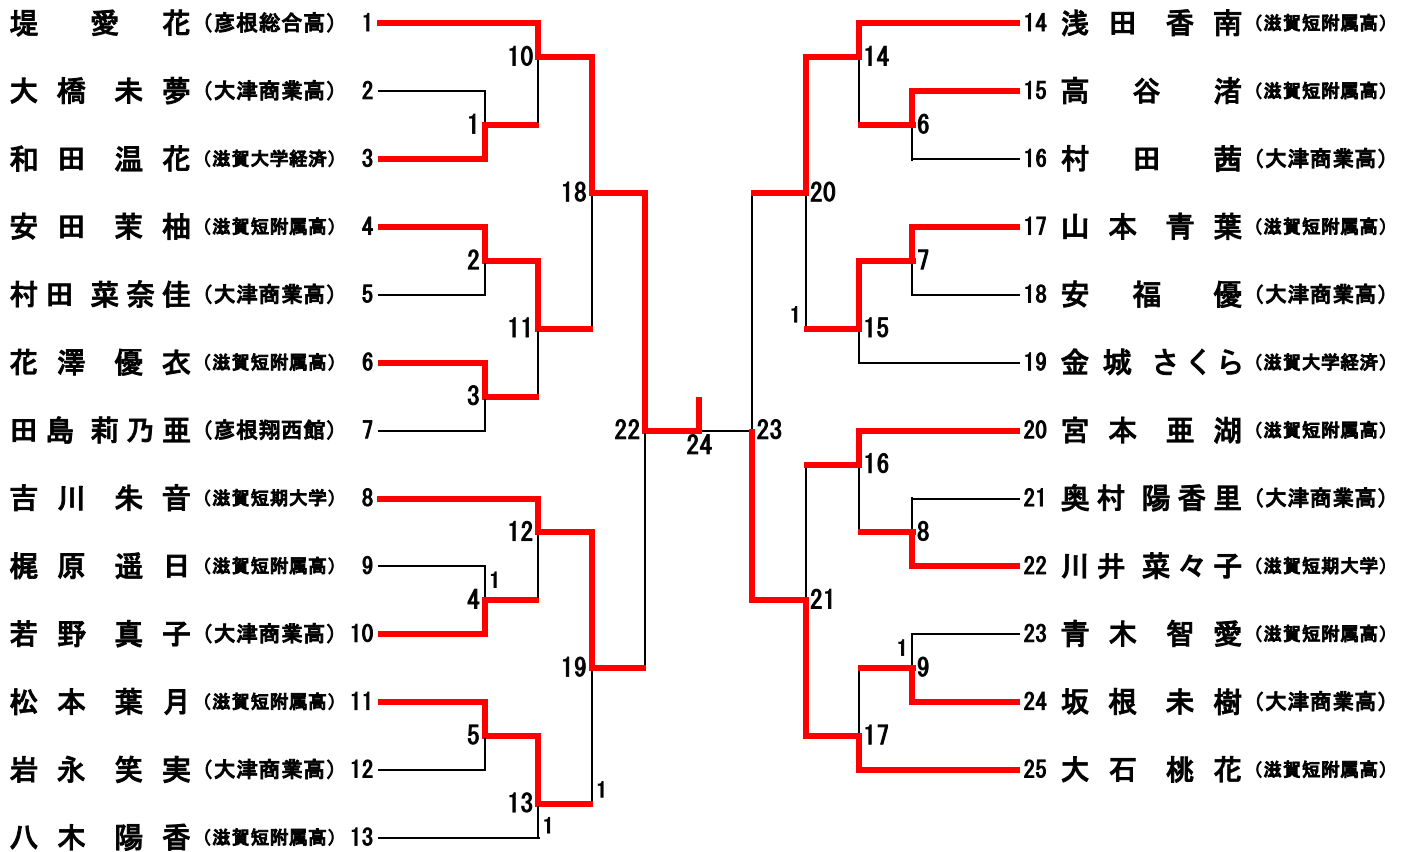 堤 愛 花 (彦根総合高) 1
大 橋 未 夢 (大津商業高) 2
和 田 温 花 (滋賀大学経済) 3
安 田 茉 柚 (滋賀短附属高) 4
村 田 菜 奈 佳 (大津商業高) 5
花 澤 優 衣 (滋賀短附属高) 6
田 島 莉 乃 亜 (彦根翔西館) 7
吉 川 朱 音 (滋賀短期大学) 8
梶 原 遥 日 (滋賀短附属高) 9
若 野 真 子 (大津商業高) 10
松 本 葉 月 (滋賀短附属高) 11
岩 永 笑 実 (大津商業高) 12
八 木 陽 香 (滋賀短附属高) 13
1
2
3
1
4
5
10
11
12
13
1
18
19
1
22
24
23
20
21
14
1
15
16
17
6
7
8
1
9
14 浅 田 香 南 (滋賀短附属高)
15 高 谷 渚 (滋賀短附属高)
16 村 田 茜 (大津商業高)
17 山 本 青 葉 (滋賀短附属高)
18 安 福 優 (大津商業高)
19 金 城 さ く ら (滋賀大学経済)
20 宮 本 亜 湖 (滋賀短附属高)
21 奥 村 陽 香 里 (大津商業高)
22 川 井 菜 々 子 (滋賀短期大学)
23 青 木 智 愛 (滋賀短附属高)
24 坂 根 未 樹 (大津商業高)
25 大 石 桃 花 (滋賀短附属高)